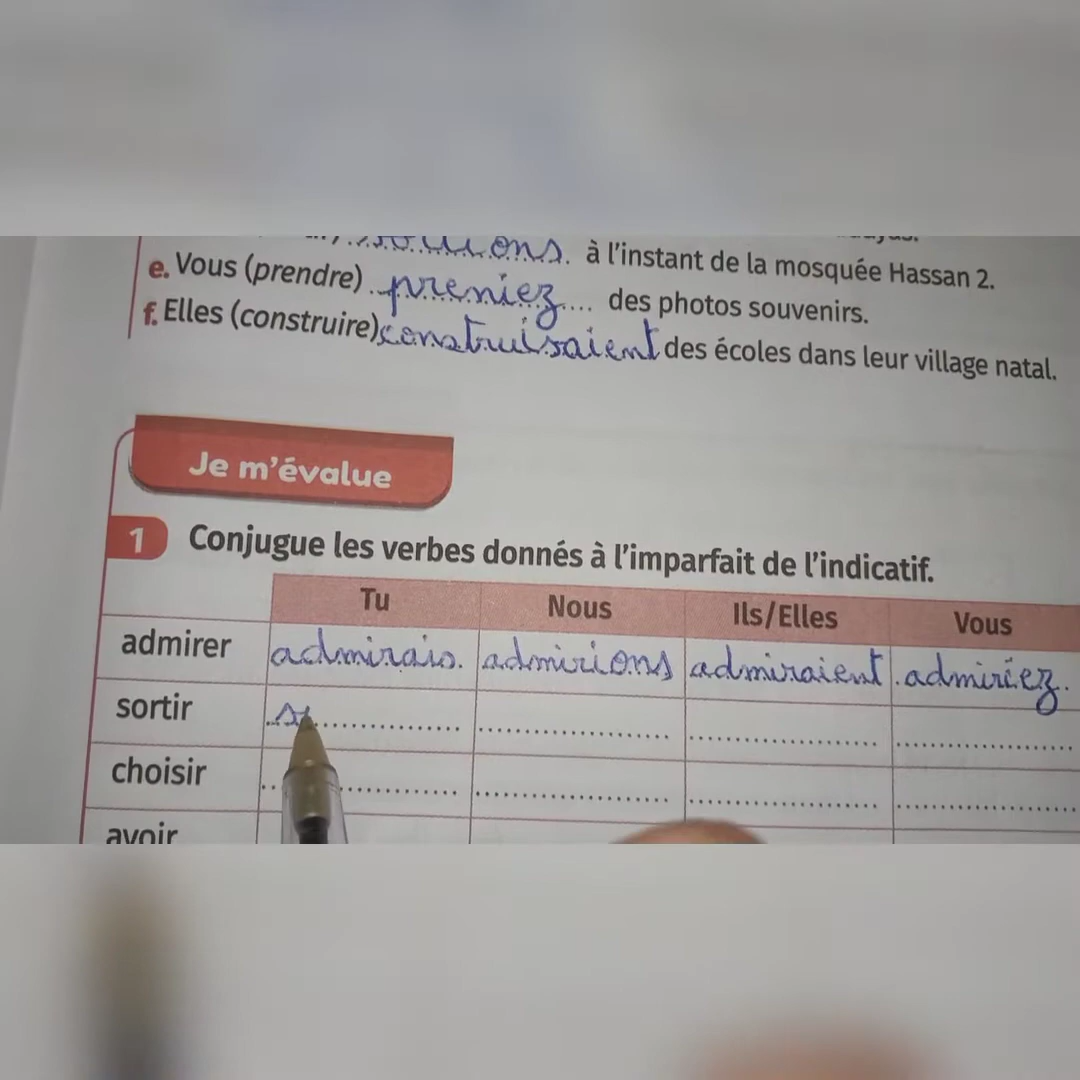 à l'instant de la mosquée Hassan 2.
e. Vous (prendre) preniez des photos souvenirs.
f. Elles (construire) construisaient des écoles dans leur village natal.
Je m'évalue
1 Conjugue les verbes donnés à l'imparfait de l'indicatif.
Tu Nous Ils/Elles Vous
admirer admirais admirions admiraient admiriez
sortir
choisir
avoir